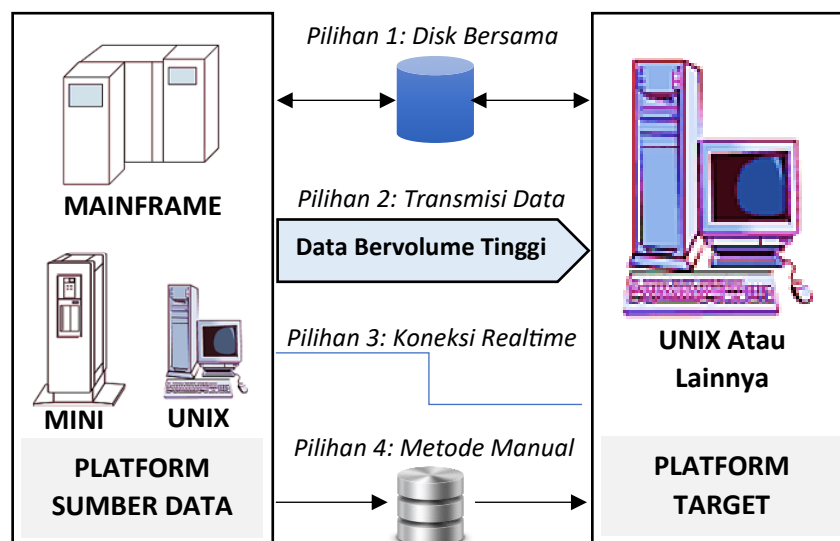 Pilihan 1: Disk Bersama
MAINFRAME
Pilihan 2: Transmisi Data
Data Bervolume Tinggi
Pilihan 3: Koneksi Realtime
MINI
UNIX
UNIX Atau
Lainnya
Pilihan 4: Metode Manual
PLATFORM
SUMBER DATA
PLATFORM
TARGET